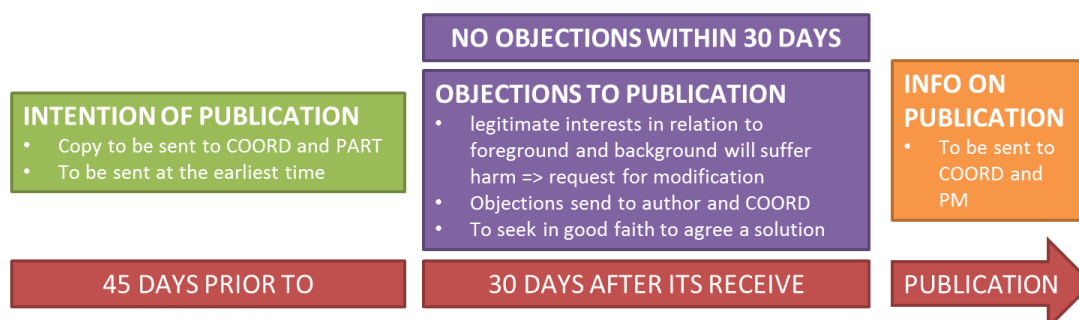 NO OBJECTIONS WITHIN 30 DAYS
INTENTION OF PUBLICATION
• Copy to be sent to COORD and PART
• To be sent at the earliest time
OBJECTIONS TO PUBLICATION
• legitimate interests in relation to
foreground and background will suffer
harm => request for modification
• Objections send to author and COORD
• To seek in good faith to agree a solution
INFO ON
PUBLICATION
• To be sent to
COORD and
PM
45 DAYS PRIOR TO
30 DAYS AFTER ITS RECEIVE
PUBLICATION